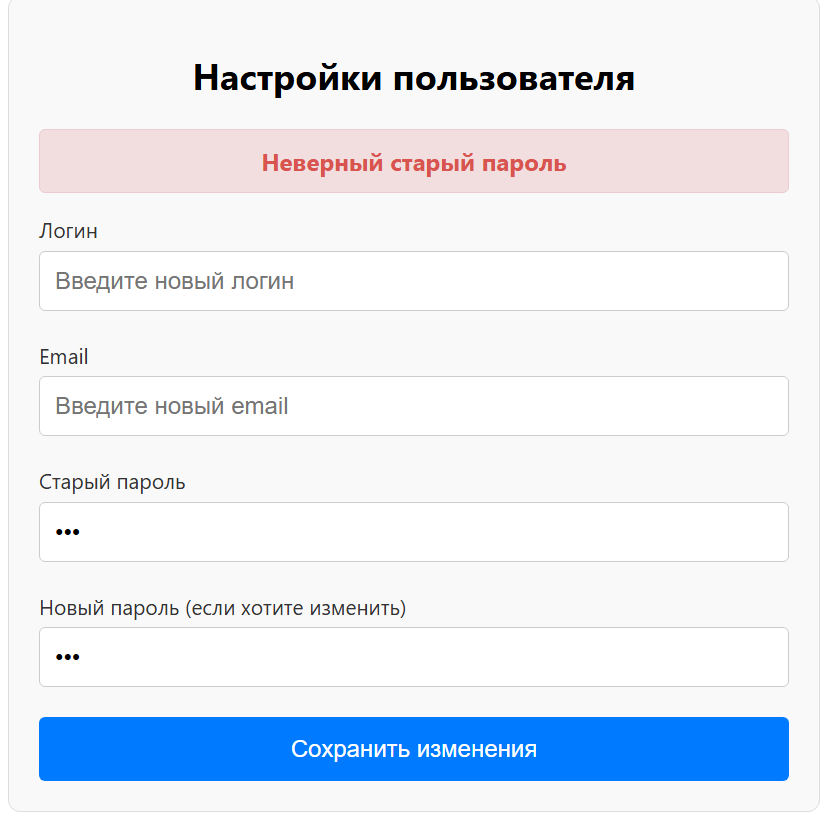 Настройки пользователя
Неверный старый пароль
Логин
Введите новый логин
Email
Введите новый email
Старый пароль
•••
Новый пароль (если хотите изменить)
•••
Сохранить изменения